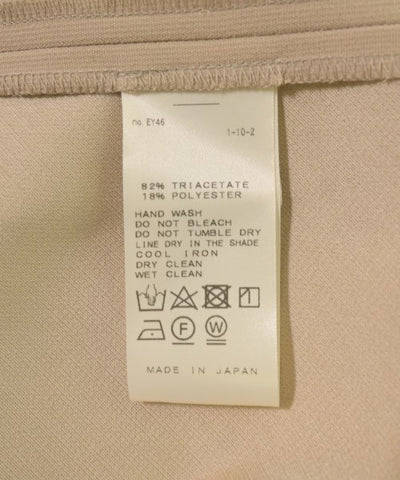 no. EY46
1-10-2
82% TRIACETATE
18% POLYESTER
HAND WASH
DO NOT BLEACH
DO NOT TUMBLE DRY
LINE DRY IN THE SHADE
COOL IRON
DRY CLEAN
WET CLEAN
F W
MADE IN JAPAN